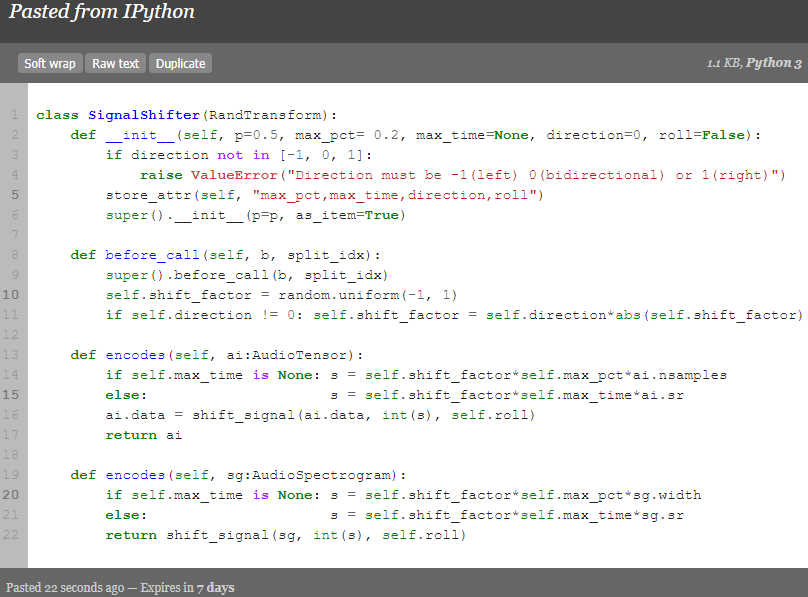 Pasted from IPython
Soft wrap Raw text Duplicate 1.1 KB, Python 3
1 class SignalShifter(RandTransform):
2     def __init__(self, p=0.5, max_pct= 0.2, max_time=None, direction=0, roll=False):
3         if direction not in [-1, 0, 1]:
4             raise ValueError("Direction must be -1(left) 0(bidirectional) or 1(right)")
5         store_attr(self, "max_pct,max_time,direction,roll")
6         super().__init__(p=p, as_item=True)
7
8     def before_call(self, b, split_idx):
9         super().before_call(b, split_idx)
10         self.shift_factor = random.uniform(-1, 1)
11         if self.direction != 0: self.shift_factor = self.direction*abs(self.shift_factor)
12
13     def encodes(self, ai:AudioTensor):
14         if self.max_time is None: s = self.shift_factor*self.max_pct*ai.nsamples
15         else:                     s = self.shift_factor*self.max_time*ai.sr
16         ai.data = shift_signal(ai.data, int(s), self.roll)
17         return ai
18
19     def encodes(self, sg:AudioSpectrogram):
20         if self.max_time is None: s = self.shift_factor*self.max_pct*sg.width
21         else:                     s = self.shift_factor*self.max_time*sg.sr
22         return shift_signal(sg, int(s), self.roll)
Pasted 22 seconds ago — Expires in 7 days